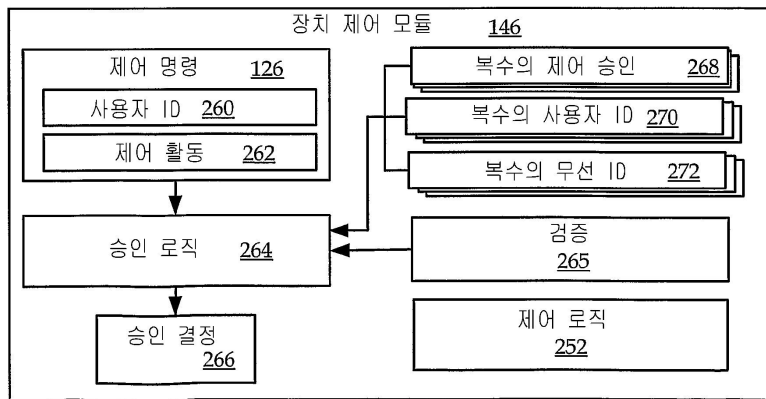 장치 제어 모듈 146
제어 명령 126
사용자 ID 260
제어 활동 262
복수의 제어 승인 268
복수의 사용자 ID 270
복수의 무선 ID 272
승인 로직 264
검증
265
승인 결정
266
제어 로직
252